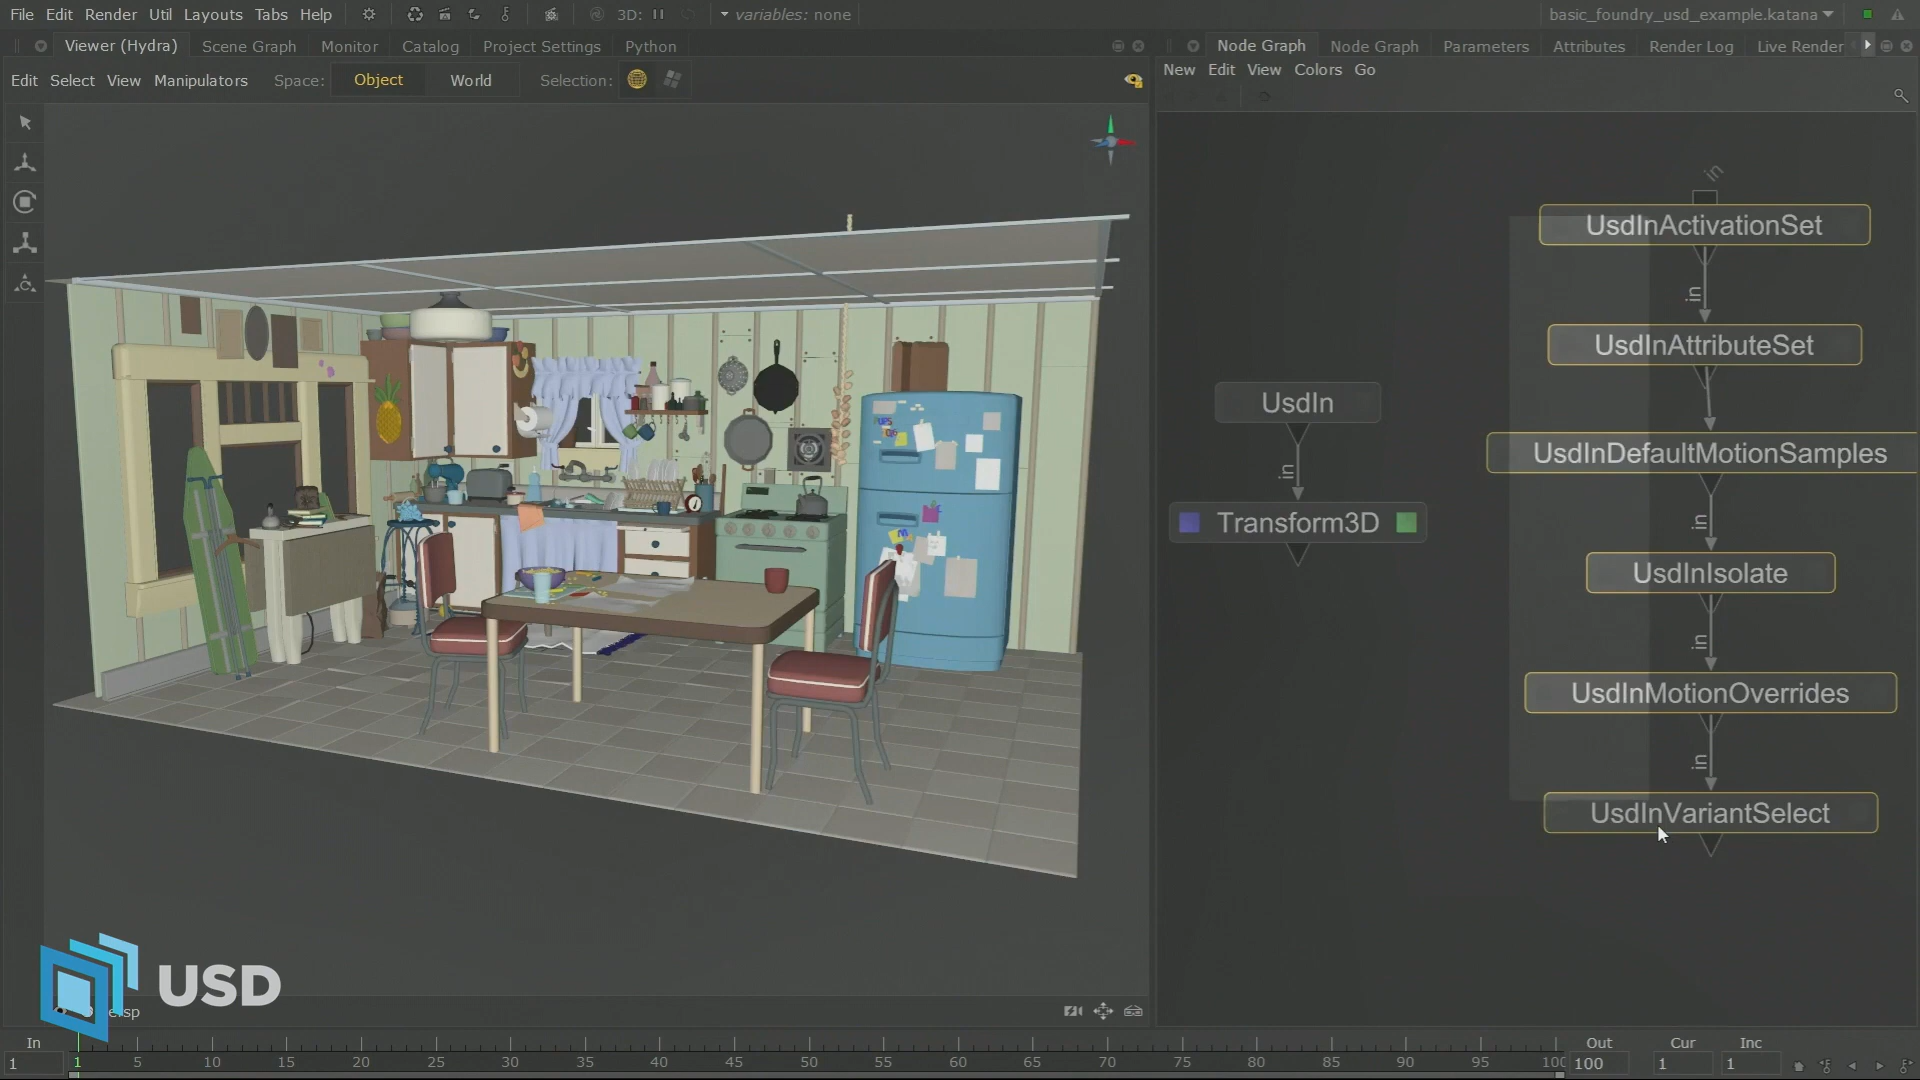 File Edit Render Util Layouts Tabs Help 3D: variables: none basic_foundry_usd_example.katana
Viewer (Hydra) Scene Graph Monitor Catalog Project Settings Python
Node Graph Node Graph Parameters Attributes Render Log Live Render
Edit Select View Manipulators Space: Object World Selection:
New Edit View Colors Go
in
UsdInActivationSet
in
UsdInAttributeSet
UsdIn
UsdInDefaultMotionSamples
in
in
Transform3D
UsdInIsolate
in
UsdInMotionOverrides
in
UsdInVariantSelect
USD
In
1
1 5 10 15 20 25 30 35 40 45 50 55 60 65 70 75 80 85 90 95 100
Out Cur Inc
100 1 1